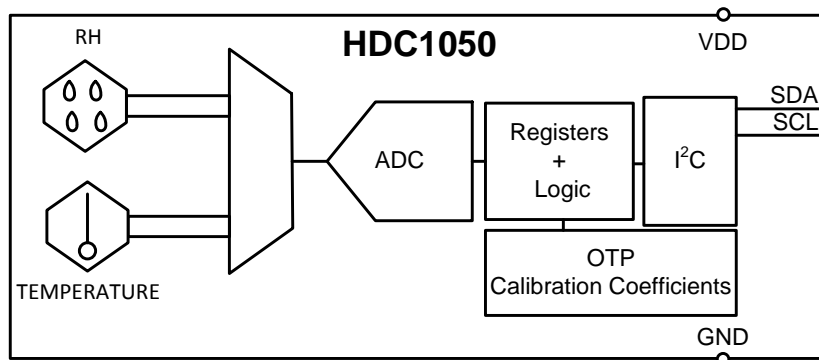 HDC1050
RH
VDD
SDA
SCL
ADC
Registers
+
Logic
I²C
TEMPERATURE
OTP
Calibration Coefficients
GND